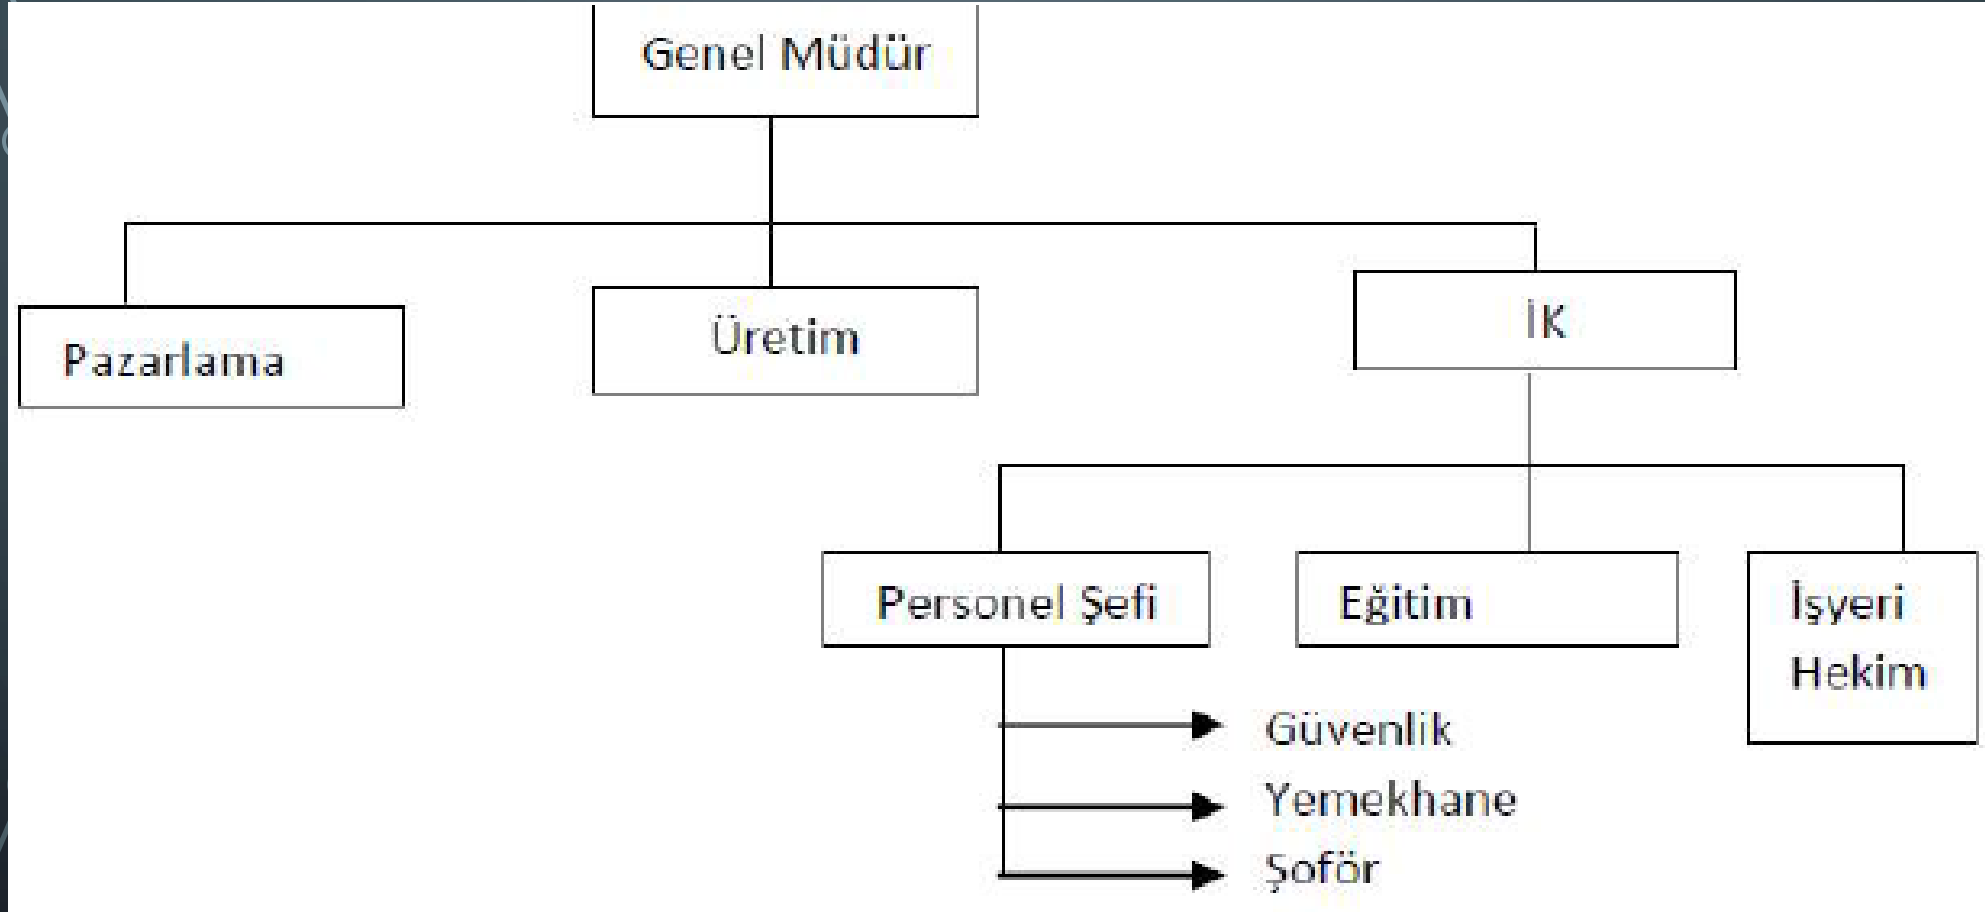 Genel Müdür
Pazarlama
Üretim
İK
Personel Şefi
Eğitim
İşyeri
Hekim
Güvenlik
Yemekhane
Şoför